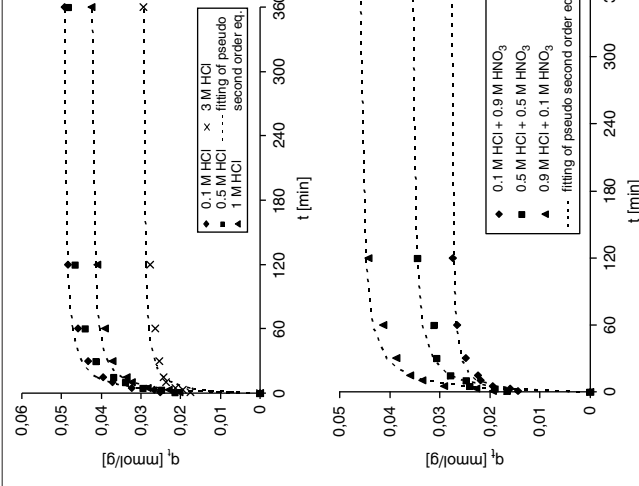 0,06
0,05
0,04
0,03
0,02
0,01
0
qt [mmol/g]
0
60
120
180
240
300
360
t [min]
0.1 M HCl
3 M HCl
0.5 M HCl
fitting of pseudo
1 M HCl
second order eq.
0,05
0,04
0,03
0,02
0,01
0
qt [mmol/g]
0
60
120
180
240
300
t [min]
0.1 M HCl + 0.9 M HNO3
0.5 M HCl + 0.5 M HNO3
0.9 M HCl + 0.1 M HNO3
fitting of pseudo second order